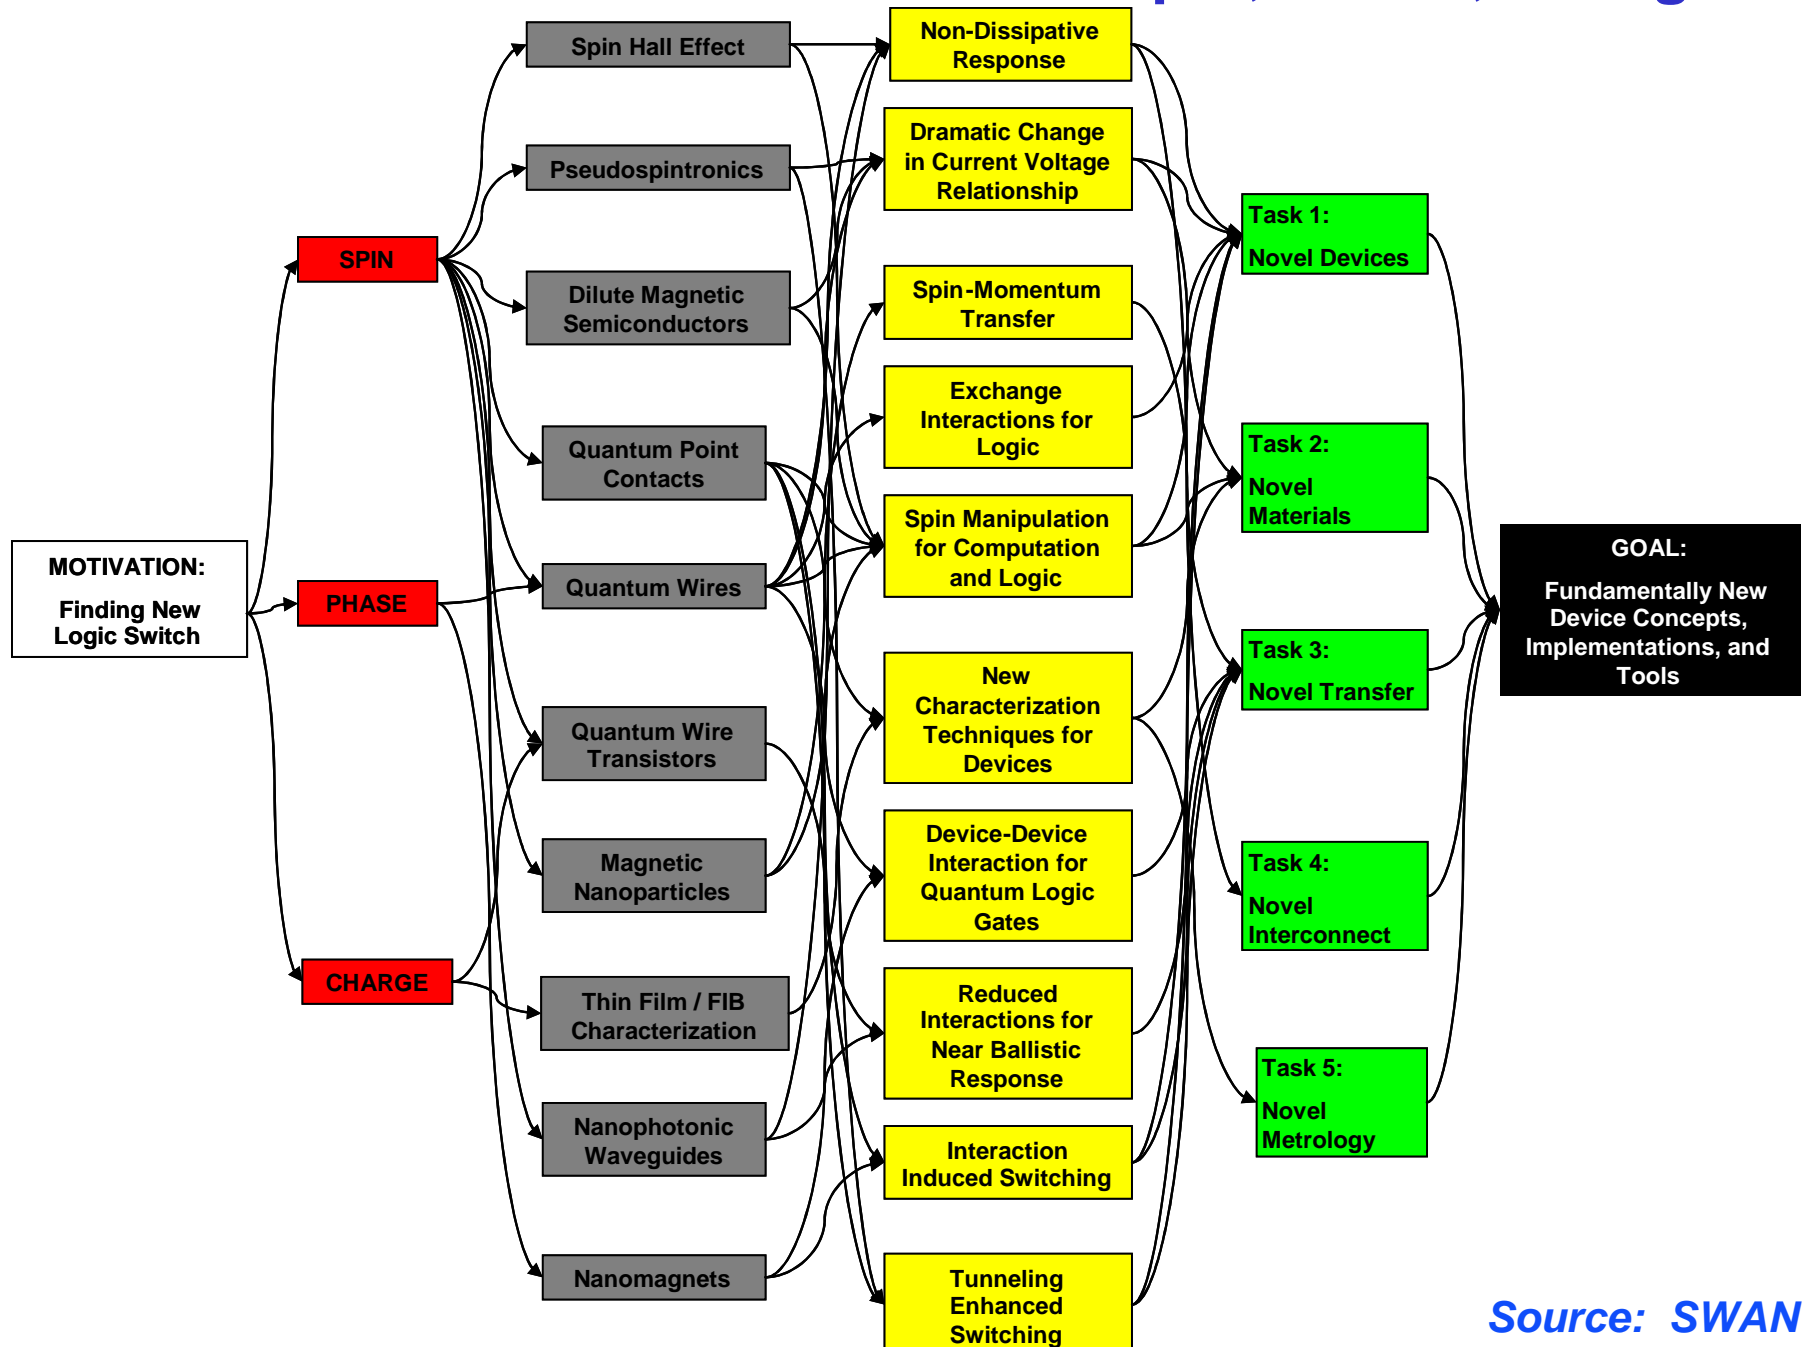 Spin Hall Effect
Pseudospintronics
Dilute Magnetic
Semiconductors
Quantum Point
Contacts
Quantum Wires
Quantum Wire
Transistors
Magnetic
Nanoparticles
Thin Film / FIB
Characterization
Nanophotonic
Waveguides
Nanomagnets
SPIN
PHASE
CHARGE
MOTIVATION:
Finding New
Logic Switch
Non-Dissipative
Response
Dramatic Change
in Current Voltage
Relationship
Spin-Momentum
Transfer
Exchange
Interactions for
Logic
Spin Manipulation
for Computation
and Logic
New
Characterization
Techniques for
Devices
Device-Device
Interaction for
Quantum Logic
Gates
Reduced
Interactions for
Near Ballistic
Response
Interaction
Induced Switching
Tunneling
Enhanced
Switching
Task 1:
Novel Devices
Task 2:
Novel
Materials
Task 3:
Novel Transfer
Task 4:
Novel
Interconnect
Task 5:
Novel
Metrology
GOAL:
Fundamentally New
Device Concepts,
Implementations, and
Tools
Source: SWAN